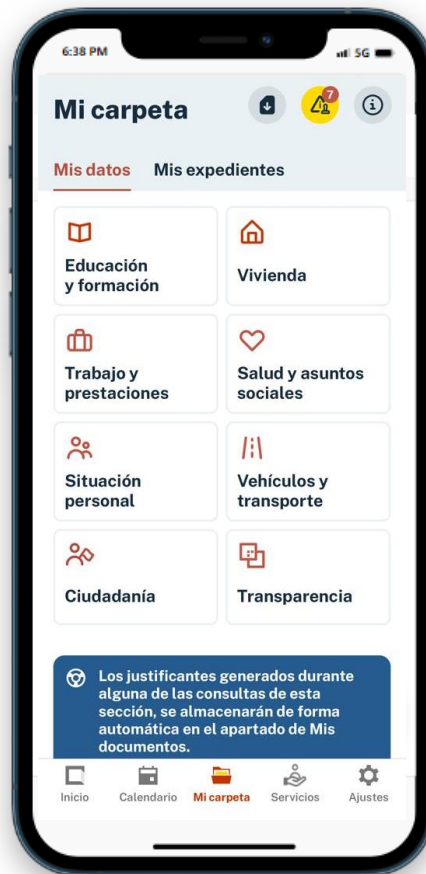 6:38 PM
5G
Mi carpeta
7
Mis datos Mis expedientes
Educación
y formación
Vivienda
Trabajo y
prestaciones
Salud y asuntos
sociales
Situación
personal
Vehículos y
transporte
Ciudadanía
Transparencia
Los justificantes generados durante
alguna de las consultas de esta
sección, se almacenarán de forma
automática en el apartado de Mis
documentos.
Inicio Calendario Mi carpeta Servicios Ajustes